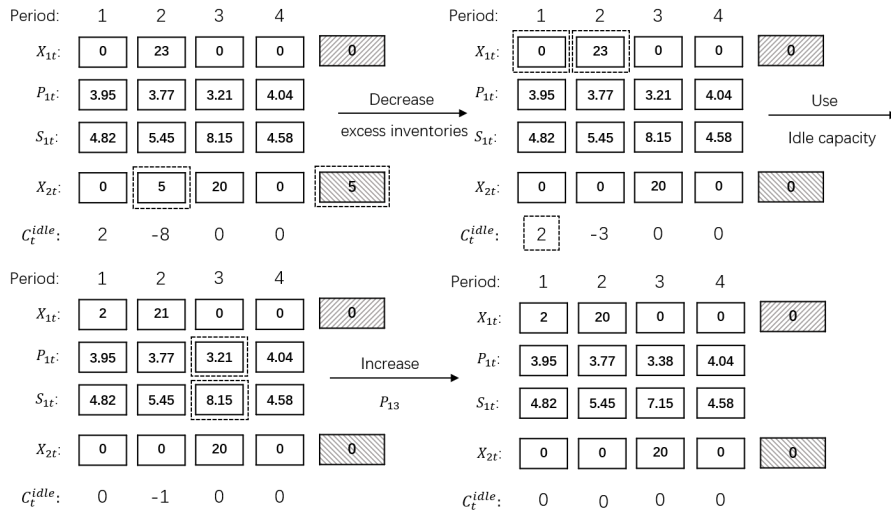 Period: 1 2 3 4
X1t: 0 23 0 0 0
P1t: 3.95 3.77 3.21 4.04
S1t: 4.82 5.45 8.15 4.58
X2t: 0 5 20 0 5
C_t^idle: 2 -8 0 0
Decrease
excess inventories
Period: 1 2 3 4
X1t: 0 23 0 0 0
P1t: 3.95 3.77 3.21 4.04
S1t: 4.82 5.45 8.15 4.58
X2t: 0 0 20 0 0
C_t^idle: 2 -3 0 0
Use
Idle capacity
Period: 1 2 3 4
X1t: 2 21 0 0 0
P1t: 3.95 3.77 3.21 4.04
S1t: 4.82 5.45 8.15 4.58
X2t: 0 0 20 0 0
C_t^idle: 0 -1 0 0
Increase
P13
Period: 1 2 3 4
X1t: 2 20 0 0 0
P1t: 3.95 3.77 3.38 4.04
S1t: 4.82 5.45 7.15 4.58
X2t: 0 0 20 0 0
C_t^idle: 0 0 0 0